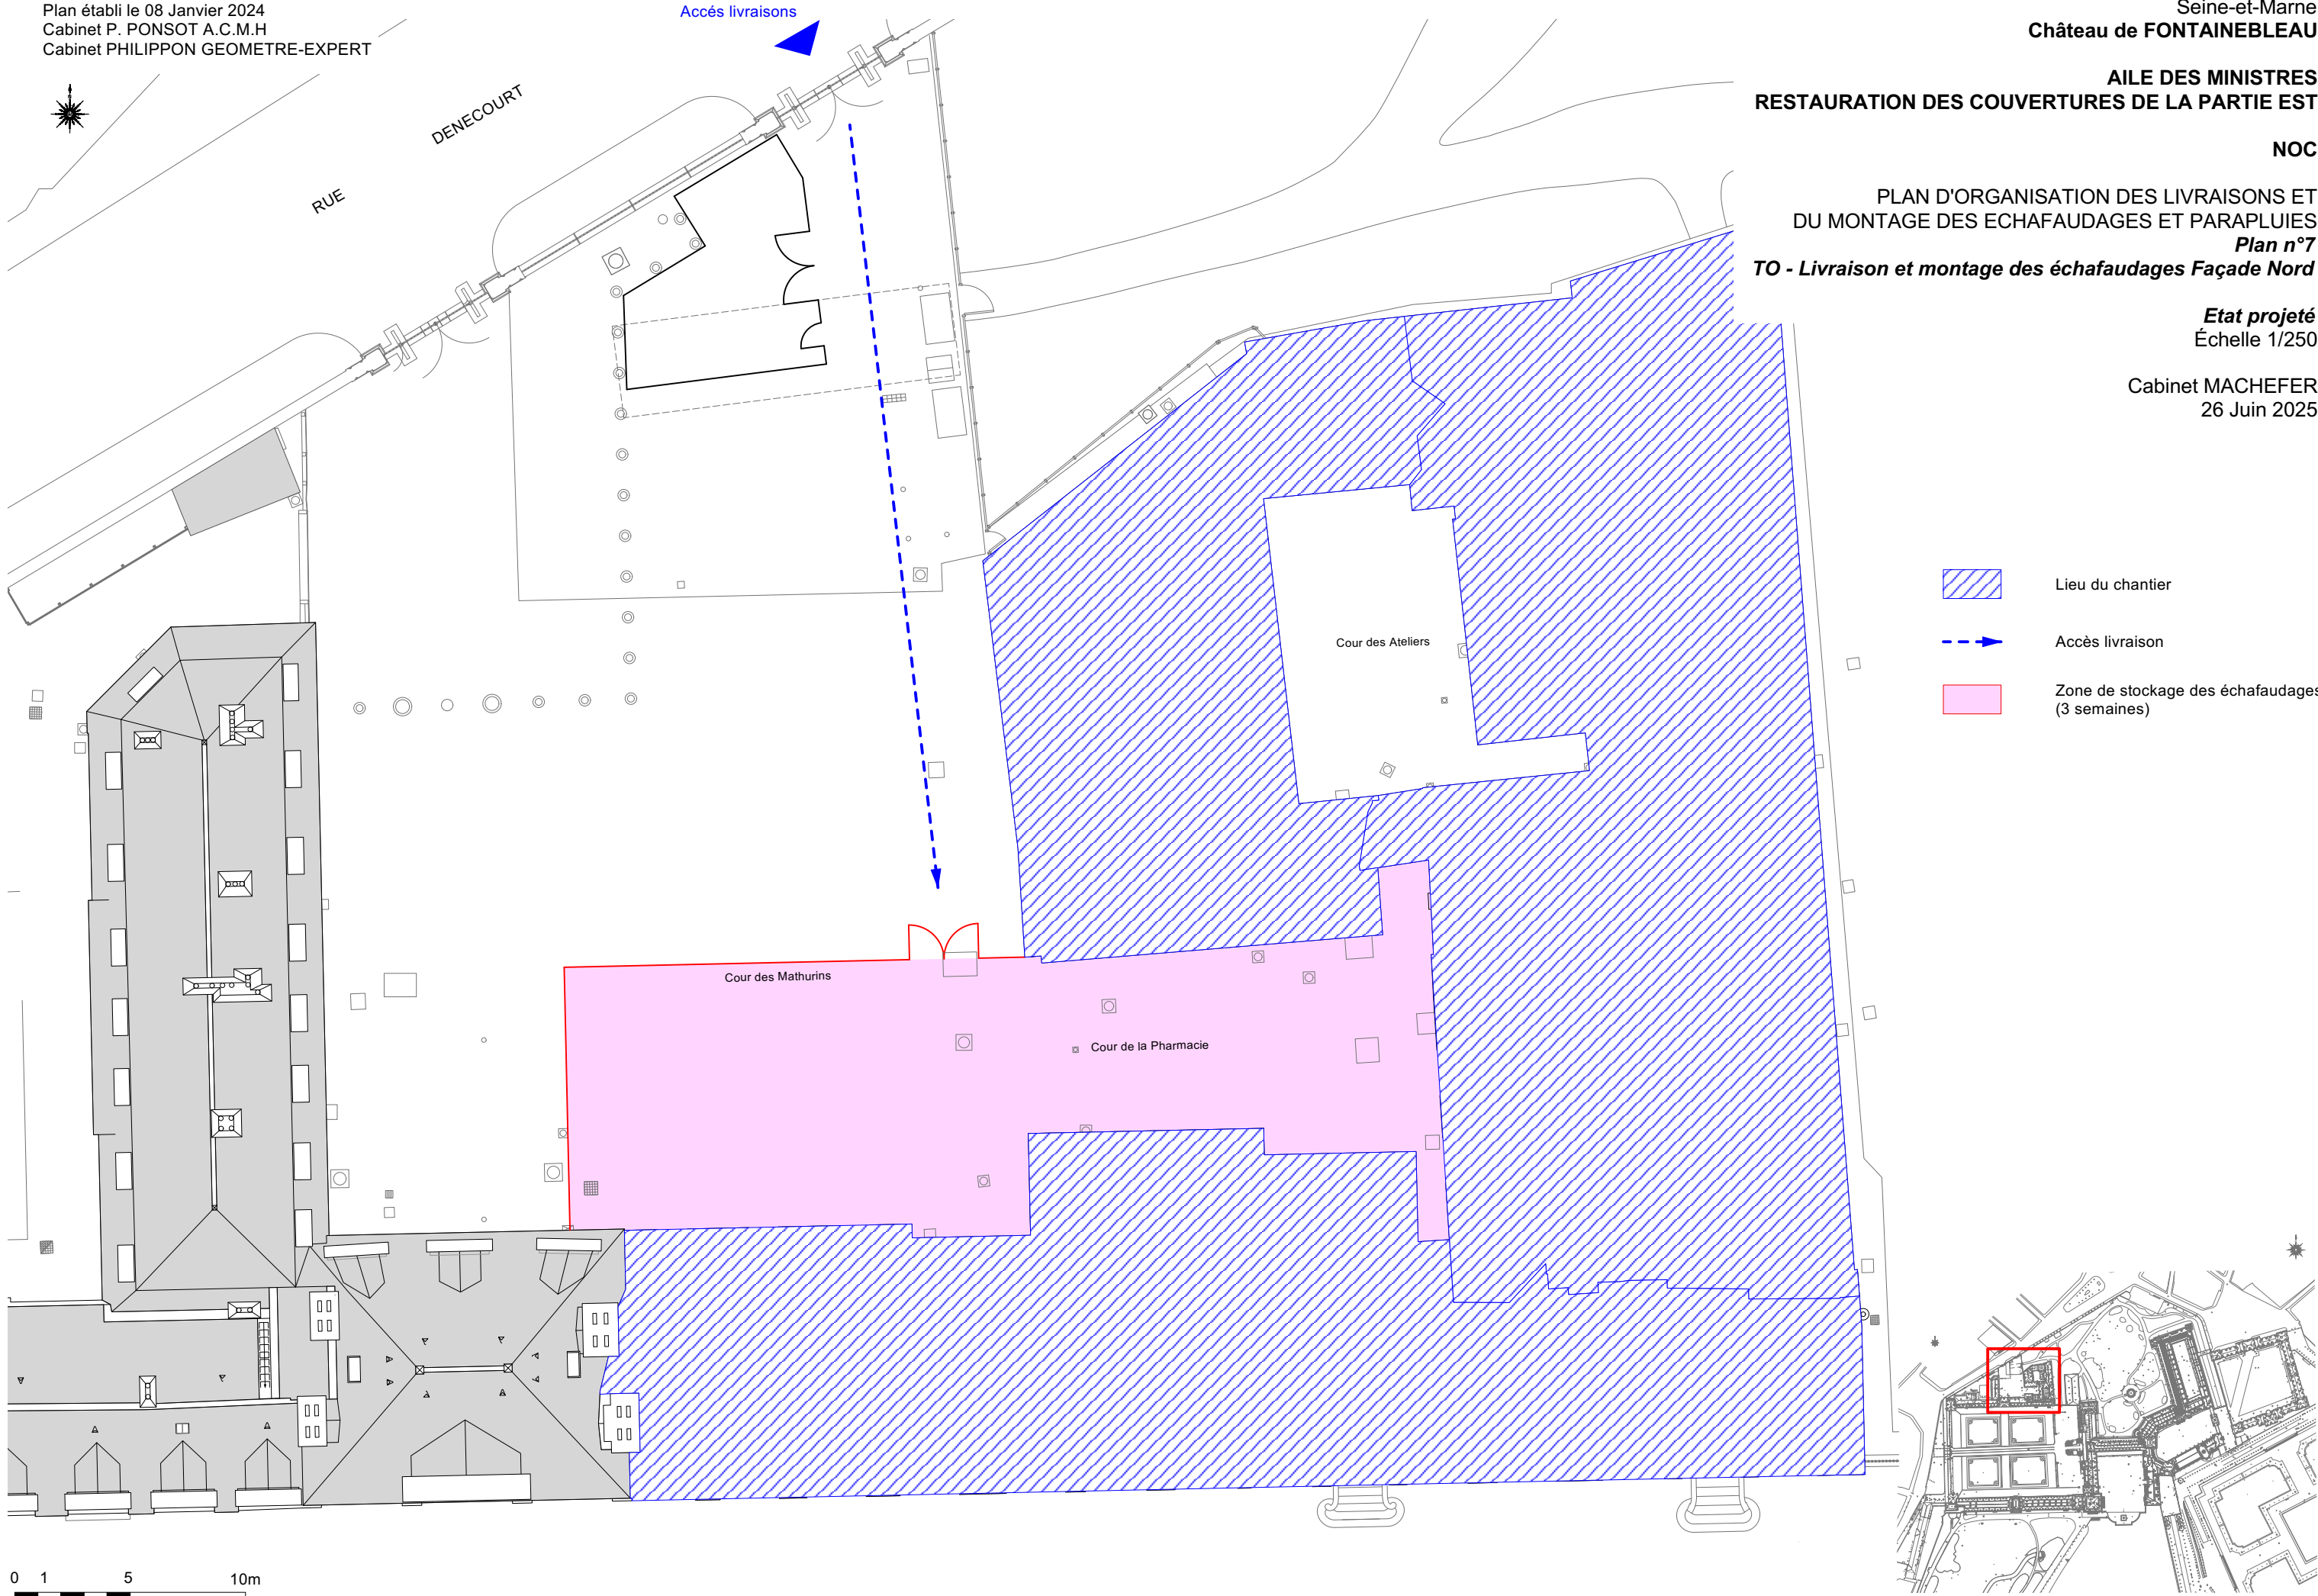 Plan établi le 08 Janvier 2024
Cabinet P. PONSOT A.C.M.H
Cabinet PHILIPPON GEOMETRE-EXPERT
Accés livraisons
Seine-et-Marne
Château de FONTAINEBLEAU
AILE DES MINISTRES
RESTAURATION DES COUVERTURES DE LA PARTIE EST
NOC
PLAN D'ORGANISATION DES LIVRAISONS ET
DU MONTAGE DES ECHAFAUDAGES ET PARAPLUIES
Plan n°7
TO - Livraison et montage des échafaudages Façade Nord
Etat projeté
Échelle 1/250
Cabinet MACHEFER
26 Juin 2025
RUE DENECOURT
Lieu du chantier
Accès livraison
Zone de stockage des échafaudages
(3 semaines)
Cour des Ateliers
Cour des Mathurins
Cour de la Pharmacie
0 1 5 10m